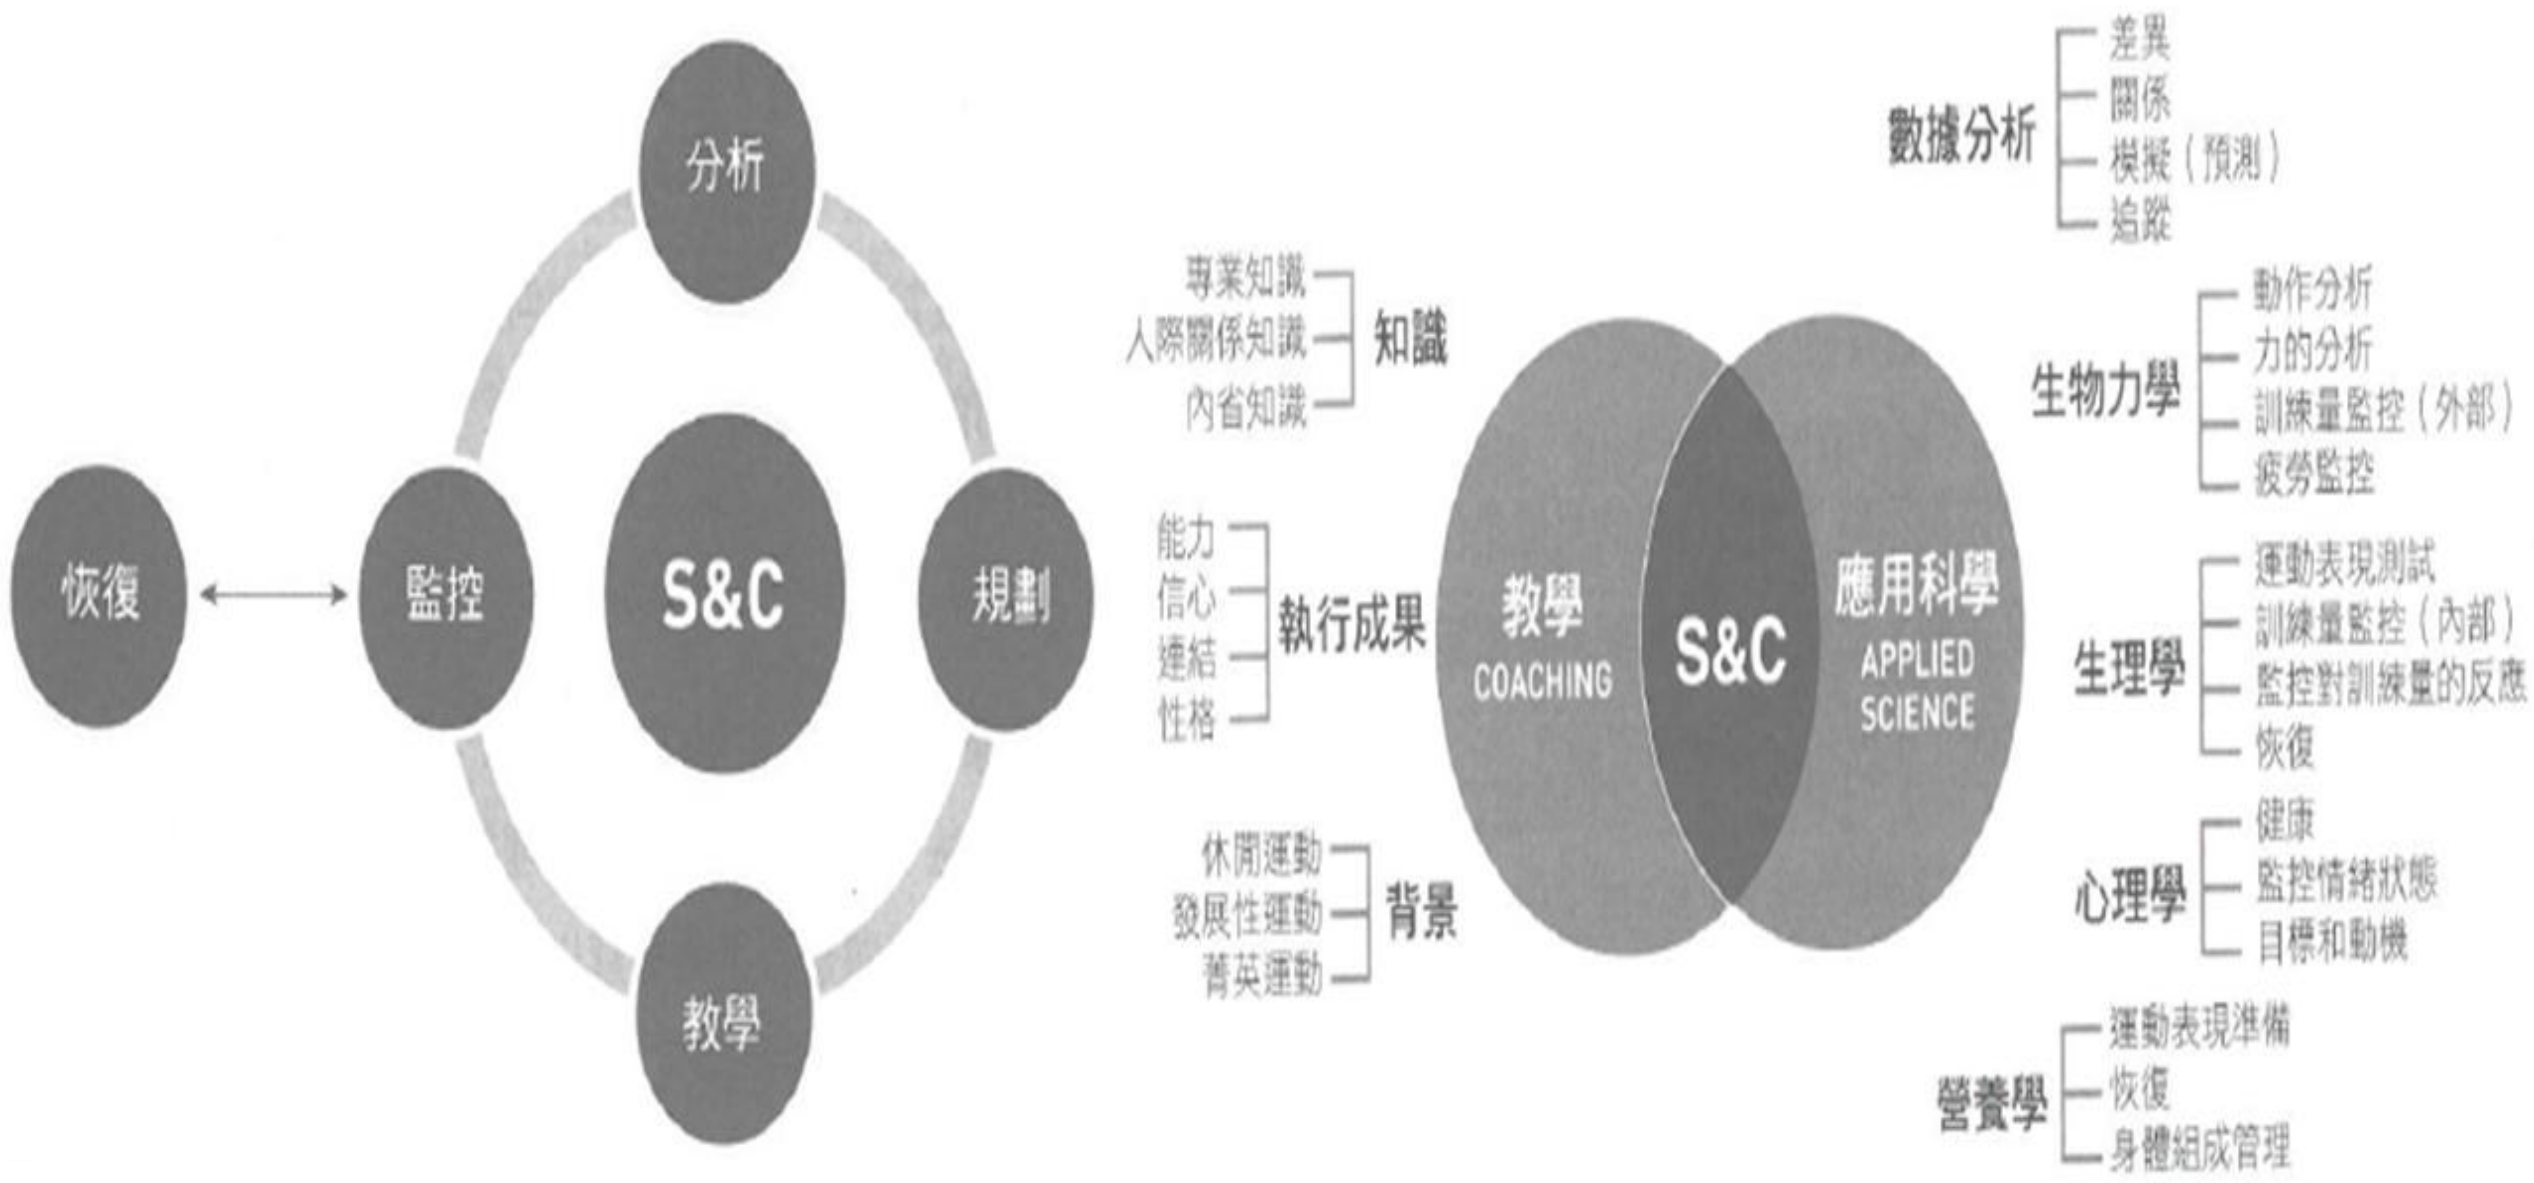 分析
恢復
監控
S&C
規劃
教學
專業知識
人際關係知識
內省知識
知識
能力
信心
連結
性格
執行成果
休閒運動
發展性運動
菁英運動
背景
教學
COACHING
S&C
應用科學
APPLIED
SCIENCE
數據分析
差異
關係
模擬（預測）
追蹤
生物力學
動作分析
力的分析
訓練量監控（外部）
疲勞監控
生理學
運動表現測試
訓練量監控（內部）
監控對訓練量的反應
恢復
心理學
健康
監控情緒狀態
目標和動機
營養學
運動表現準備
恢復
身體組成管理